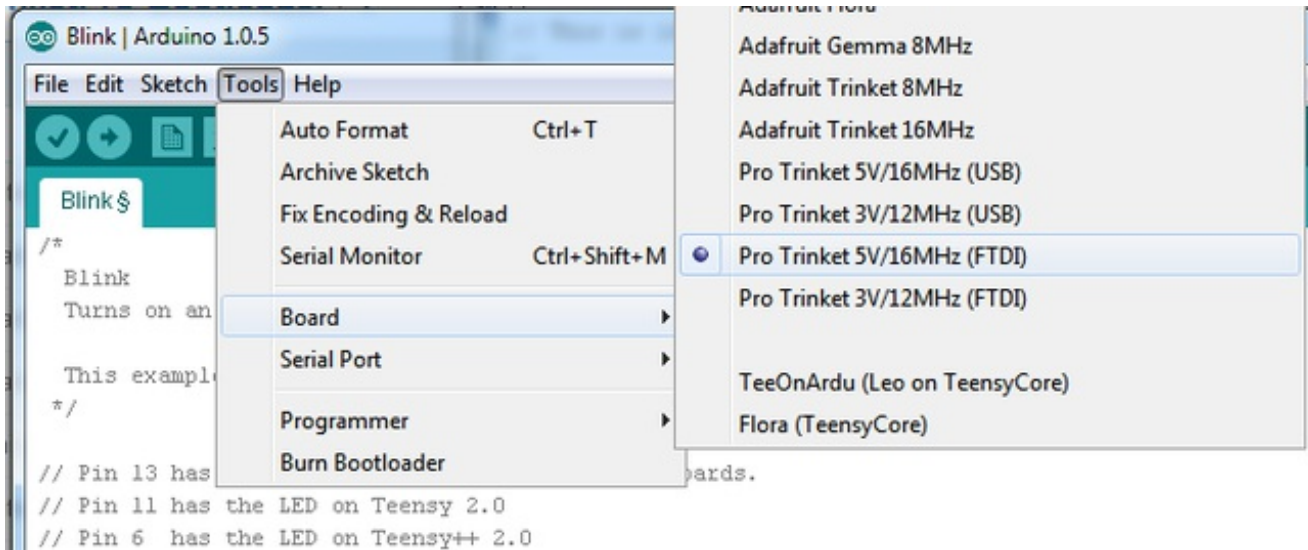 Blink | Arduino 1.0.5
File Edit Sketch Tools Help
Blink §
/*
Blink
Turns on an
This example
*/
// Pin 13 has
// Pin 11 has the LED on Teensy 2.0
// Pin 6 has the LED on Teensy++ 2.0
Auto Format Ctrl+T
Archive Sketch
Fix Encoding & Reload
Serial Monitor Ctrl+Shift+M
Board
Serial Port
Programmer
Burn Bootloader
Adafruit Flora
Adafruit Gemma 8MHz
Adafruit Trinket 8MHz
Adafruit Trinket 16MHz
Pro Trinket 5V/16MHz (USB)
Pro Trinket 3V/12MHz (USB)
Pro Trinket 5V/16MHz (FTDI)
Pro Trinket 3V/12MHz (FTDI)
TeeOnArdu (Leo on TeensyCore)
Flora (TeensyCore)